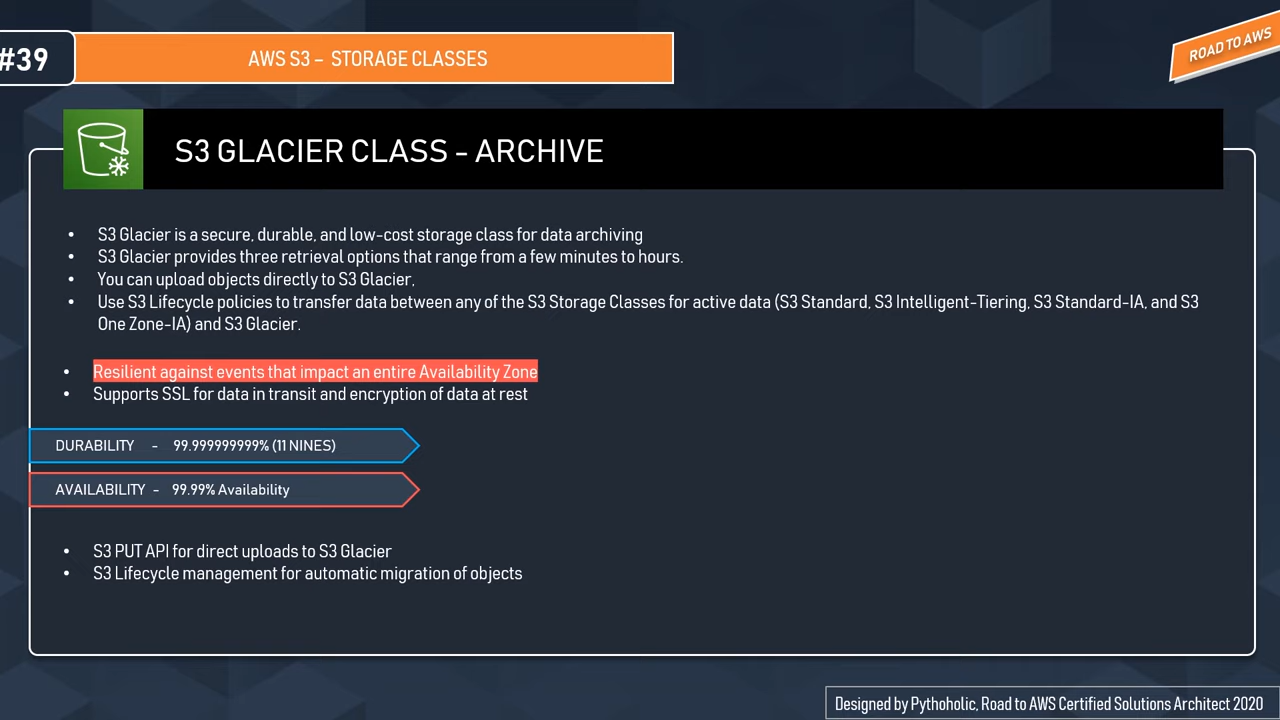 #39
AWS S3 – STORAGE CLASSES
ROAD TO AWS
S3 GLACIER CLASS – ARCHIVE
• S3 Glacier is a secure, durable, and low-cost storage class for data archiving
• S3 Glacier provides three retrieval options that range from a few minutes to hours.
• You can upload objects directly to S3 Glacier,
• Use S3 Lifecycle policies to transfer data between any of the S3 Storage Classes for active data (S3 Standard, S3 Intelligent-Tiering, S3 Standard-IA, and S3
One Zone-IA) and S3 Glacier.
• Resilient against events that impact an entire Availability Zone
• Supports SSL for data in transit and encryption of data at rest
DURABILITY - 99.999999999% (11 NINES)
AVAILABILITY - 99.99% Availability
• S3 PUT API for direct uploads to S3 Glacier
• S3 Lifecycle management for automatic migration of objects
Designed by Pythoholic, Road to AWS Certified Solutions Architect 2020